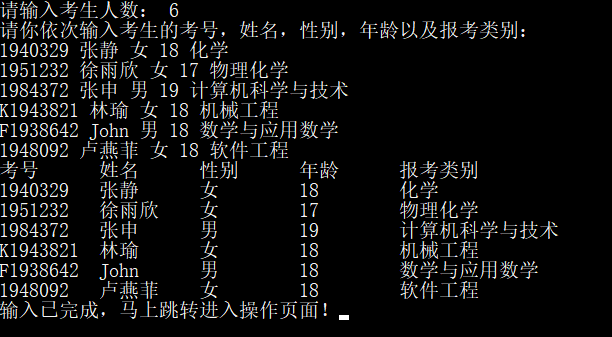 请输入考生人数： 6
请你依次输入考生的考号，姓名，性别，年龄以及报考类别：
1940329 张静 女 18 化学
1951232 徐雨欣 女 17 物理化学
1984372 张申 男 19 计算机科学与技术
K1943821 林瑜 女 18 机械工程
F1938642 John 男 18 数学与应用数学
1948092 卢燕菲 女 18 软件工程
考号 姓名 性别 年龄 报考类别
1940329 张静 女 18 化学
1951232 徐雨欣 女 17 物理化学
1984372 张申 男 19 计算机科学与技术
K1943821 林瑜 女 18 机械工程
F1938642 John 男 18 数学与应用数学
1948092 卢燕菲 女 18 软件工程
输入已完成，马上跳转进入操作页面！